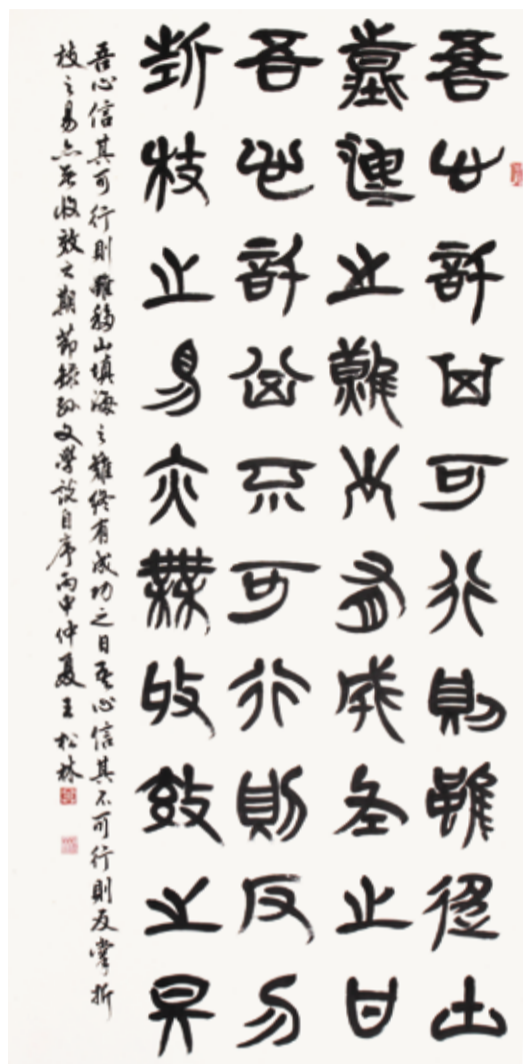 吾心信其可行則雖移山
填海之難終有成功之日
吾心信其不可行則反掌
折枝之易亦無收效之期
吾心信其可行則雖移山填海之難終有成功之日吾心信其不可行則反掌折
枝之易亦无收效之期節錄孫文學說自序丙申仲夏王松林